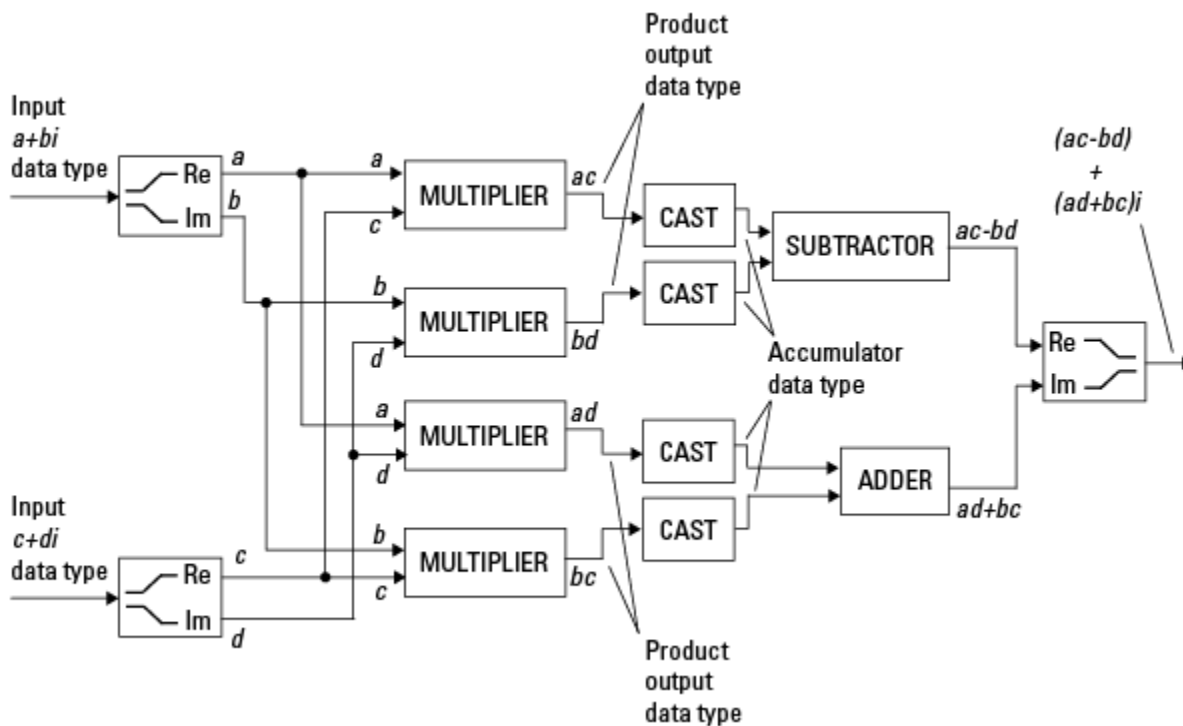 Product
output
data type
Input
a+bi
data type
(ac-bd)
+
(ad+bc)i
Re
Im
a
b
a
c
MULTIPLIER
ac
CAST
SUBTRACTOR
ac-bd
b
d
MULTIPLIER
bd
CAST
Accumulator
data type
Re
Im
a
d
MULTIPLIER
ad
CAST
ADDER
ad+bc
Input
c+di
data type
Re
Im
c
d
b
c
MULTIPLIER
bc
CAST
Product
output
data type